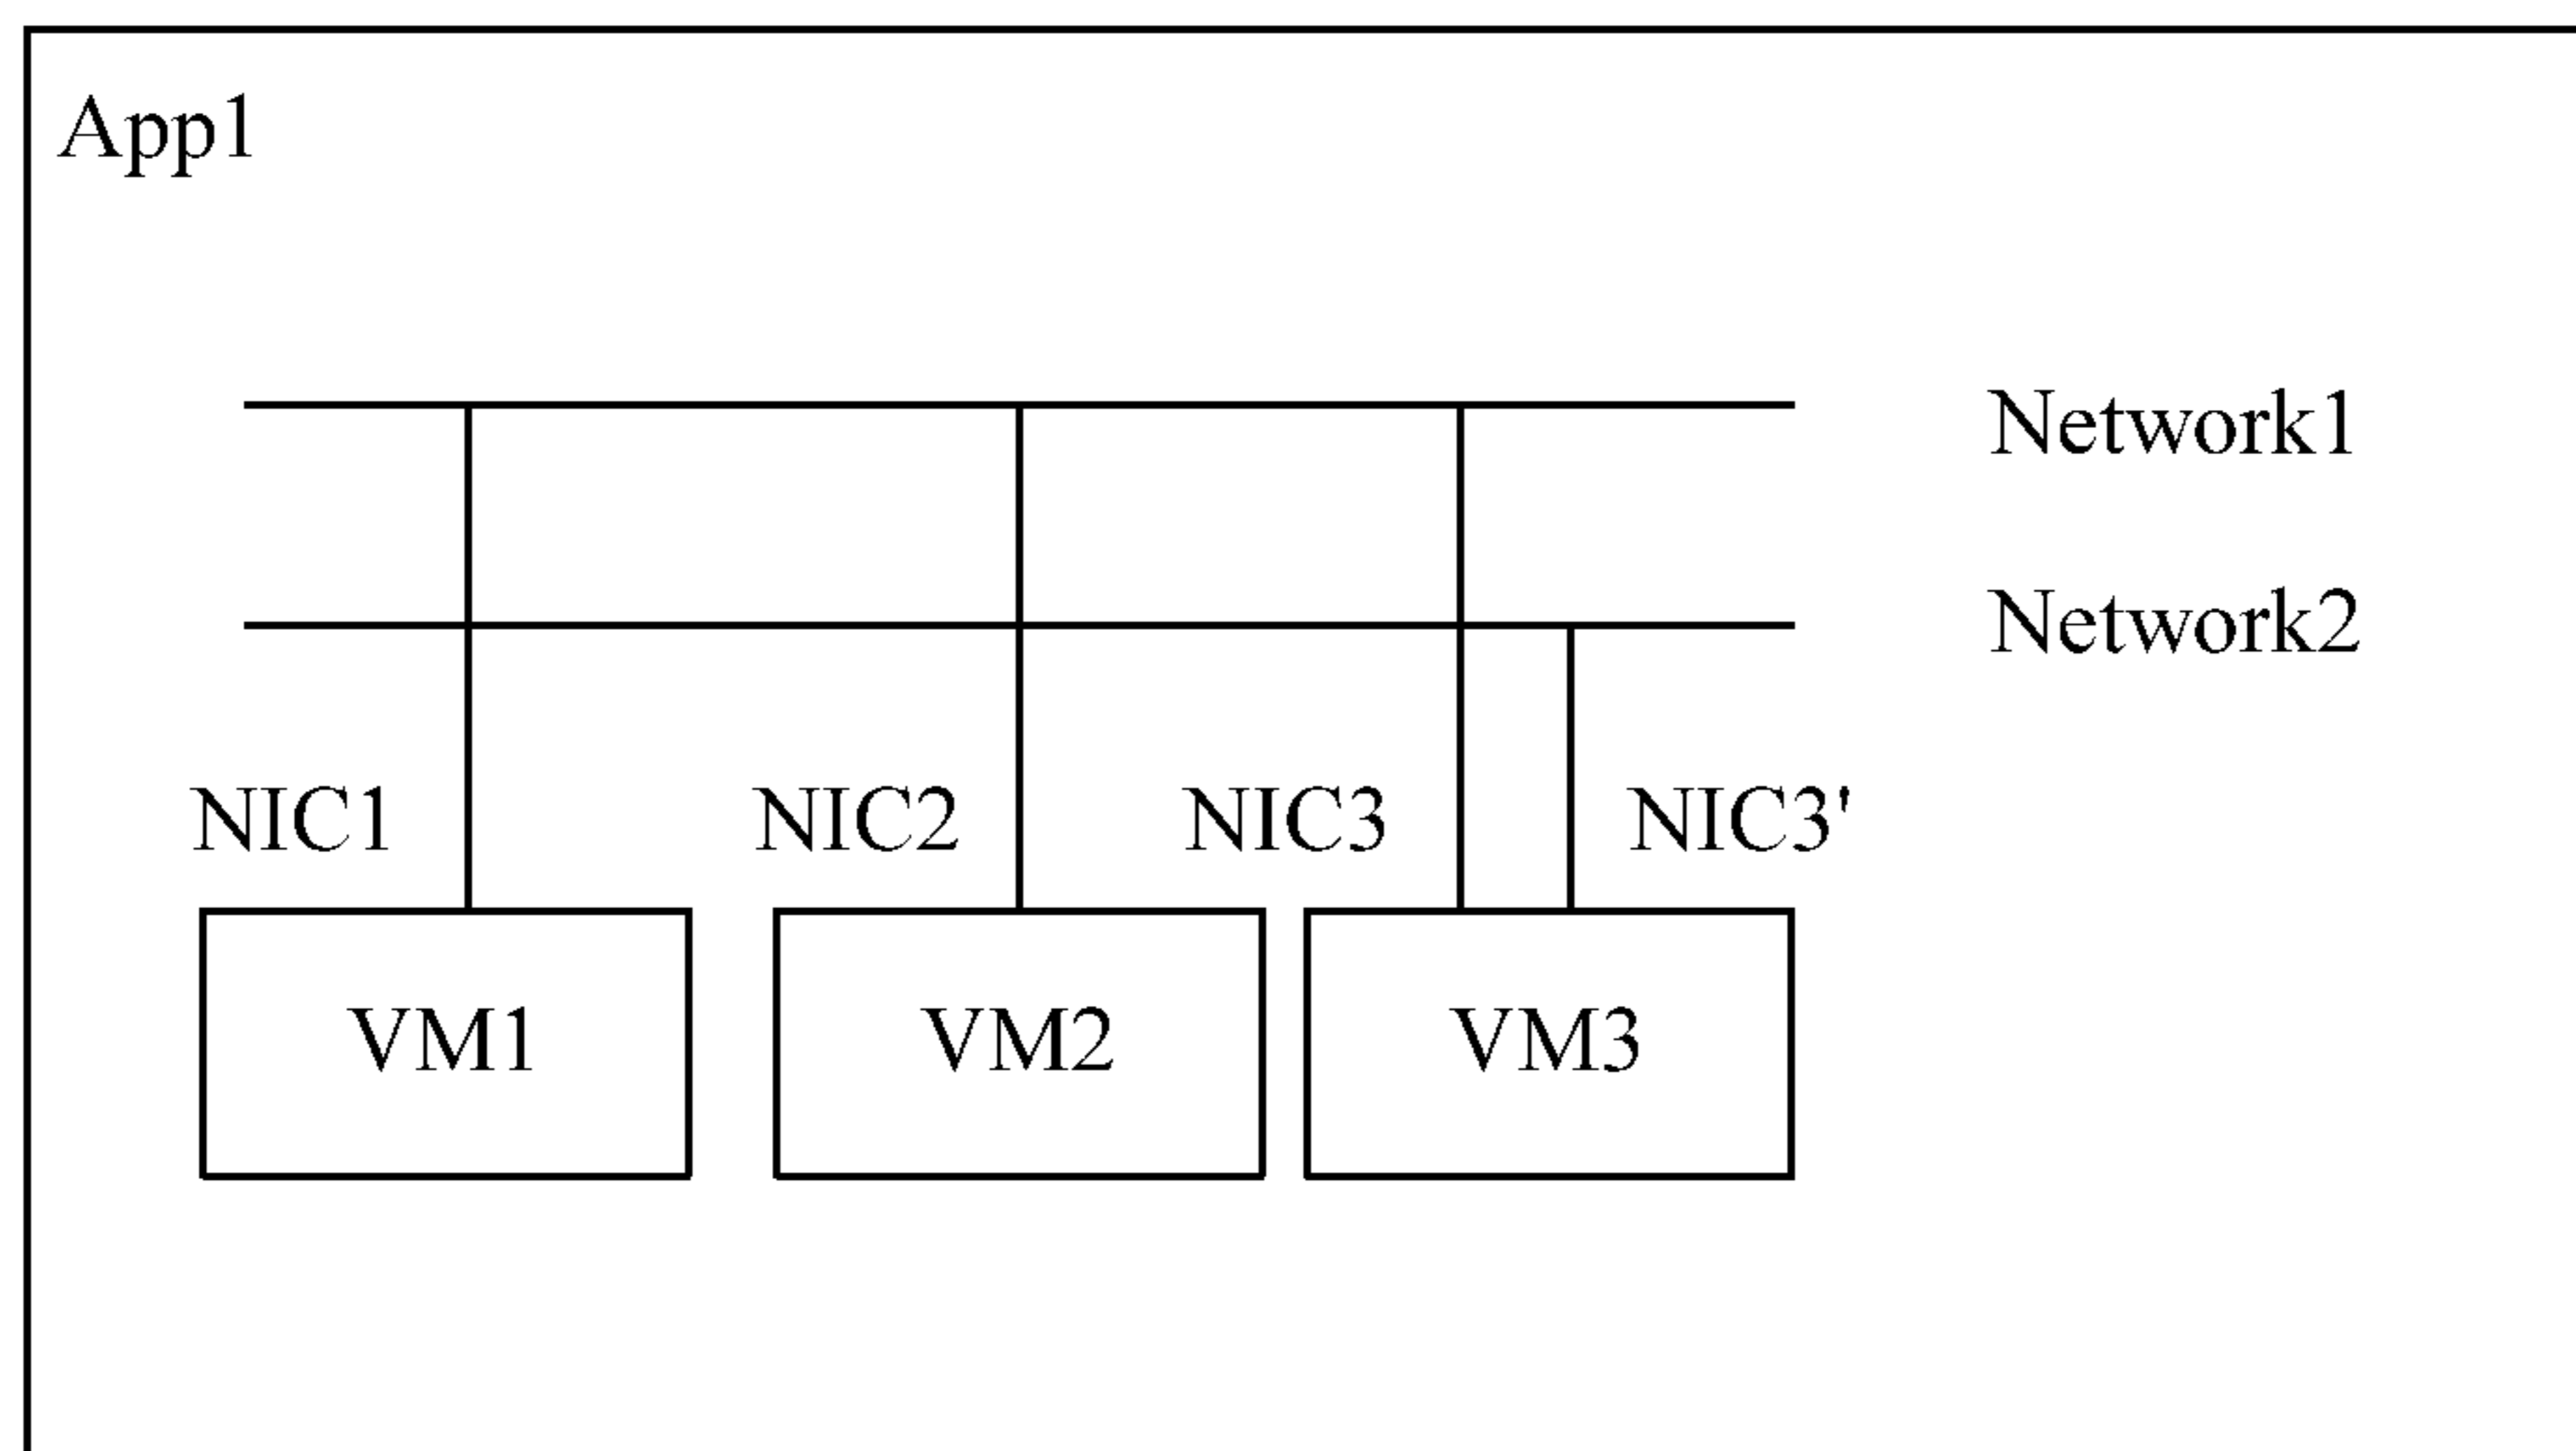 App1
Network1
Network2
NIC1
NIC2
NIC3
NIC3'
VM1
VM2
VM3